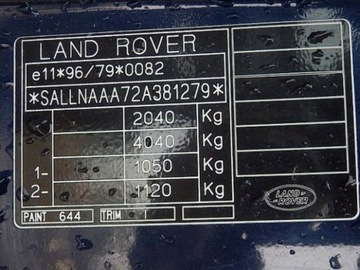 LAND ROVER
e11*96/79*0082
*SALLNAAA72A381279*
2040 Kg
4040 Kg
1- 1050 Kg
2- 1120 Kg
PAINT 644 TRIM
LAND-
ROVER